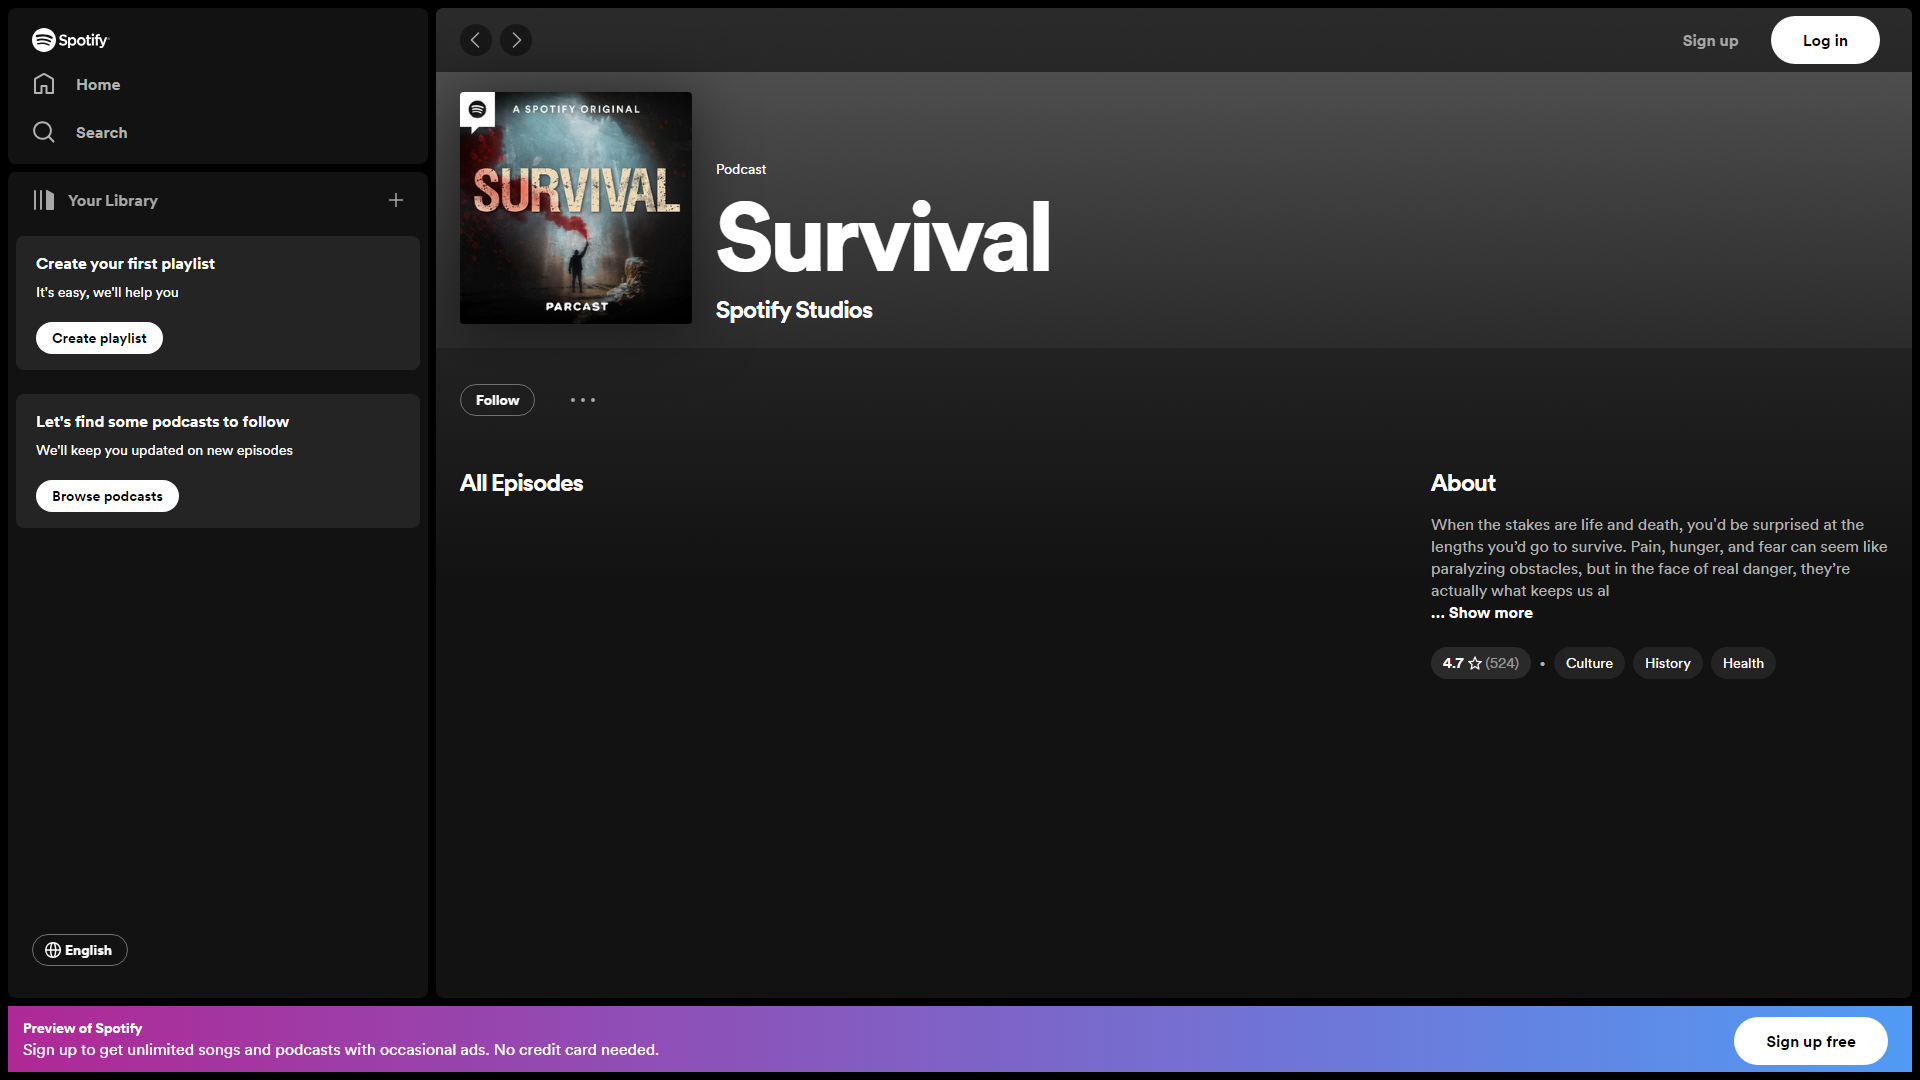 Spotify
Home
Search
Your Library
Create your first playlist
It's easy, we'll help you
Create playlist
Let's find some podcasts to follow
We'll keep you updated on new episodes
Browse podcasts
English
Sign up
Log in
A SPOTIFY ORIGINAL
SURVIVAL
PARCAST
Podcast
Survival
Spotify Studios
Follow
All Episodes
About
When the stakes are life and death, you'd be surprised at the
lengths you’d go to survive. Pain, hunger, and fear can seem like
paralyzing obstacles, but in the face of real danger, they’re
actually what keeps us al
... Show more
4.7 (524) • Culture History Health
Preview of Spotify
Sign up to get unlimited songs and podcasts with occasional ads. No credit card needed.
Sign up free